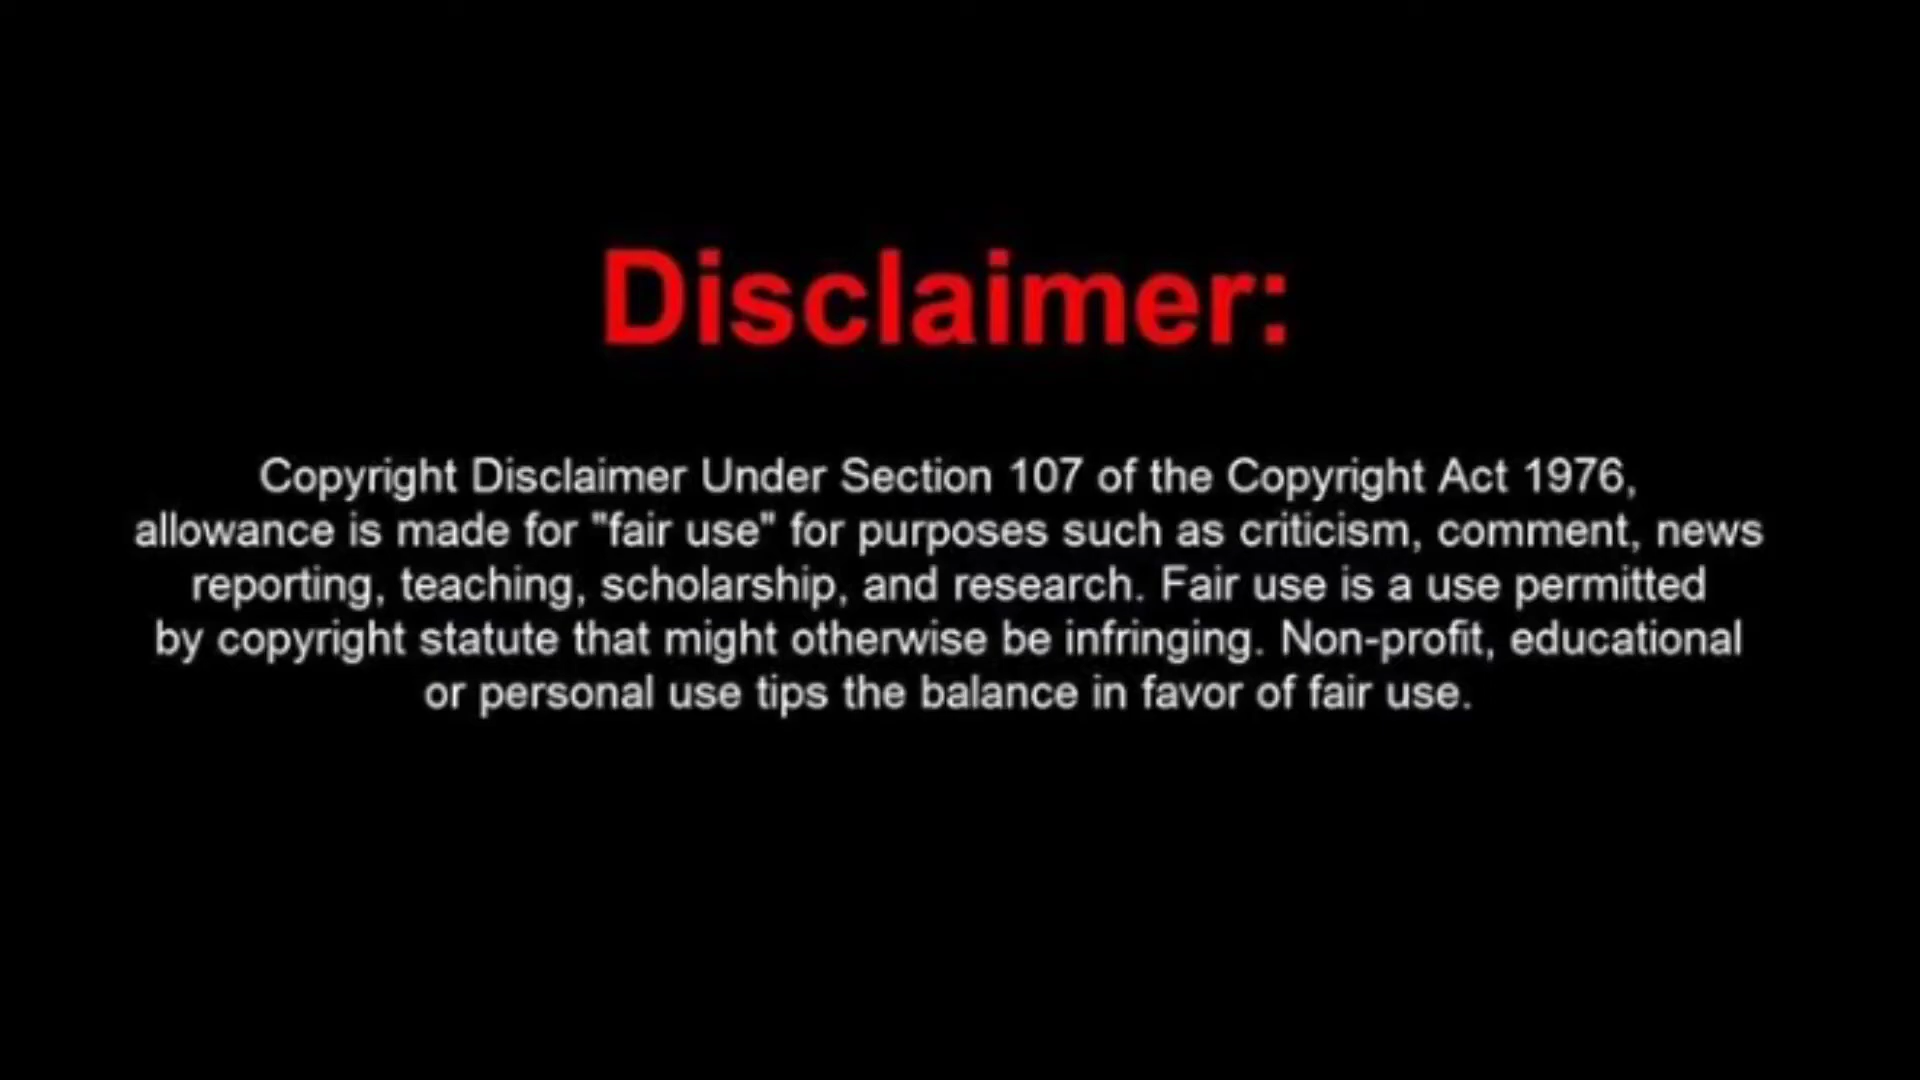 Disclaimer:
Copyright Disclaimer Under Section 107 of the Copyright Act 1976,
allowance is made for "fair use" for purposes such as criticism, comment, news
reporting, teaching, scholarship, and research. Fair use is a use permitted
by copyright statute that might otherwise be infringing. Non-profit, educational
or personal use tips the balance in favor of fair use.